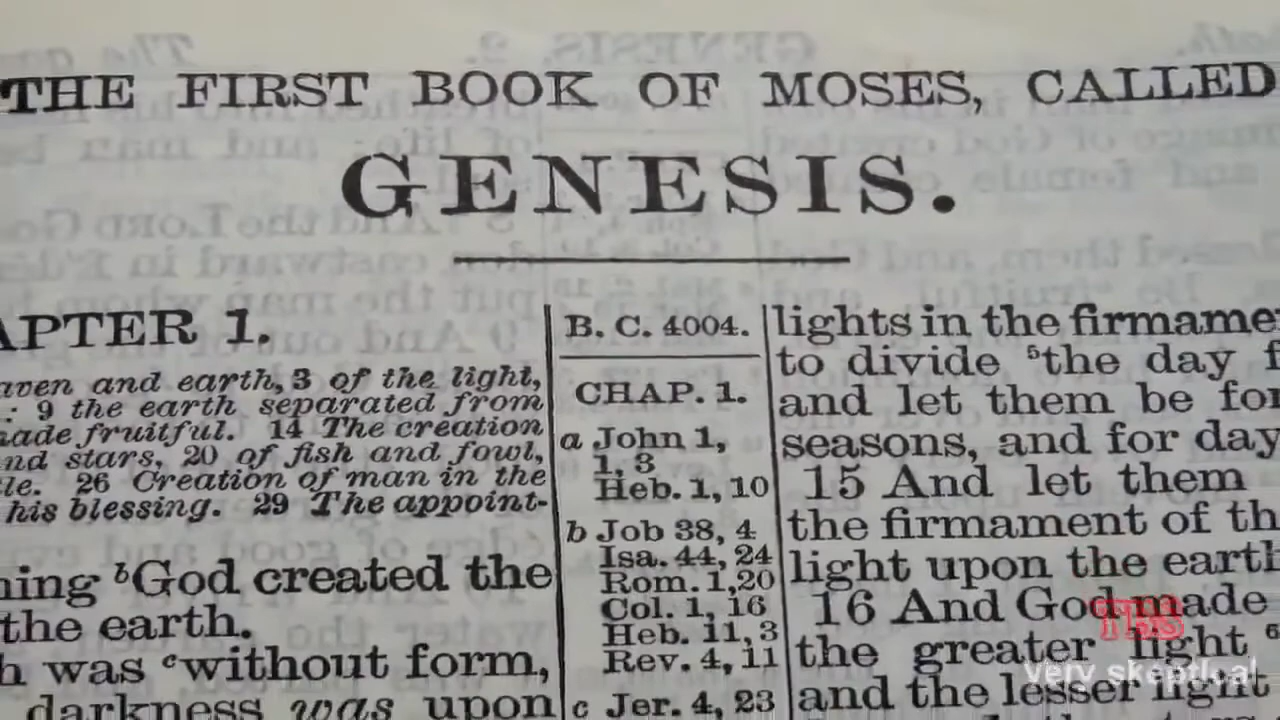 THE FIRST BOOK OF MOSES, CALLED
GENESIS.
APTER 1.
aven and earth, 3 of the light,
: 9 the earth separated from
ade fruitful. 14 The creation
nd stars, 20 of fish and fowl,
le. 26 Creation of man in the
his blessing. 29 The appoint-
ning ᵇGod created the
the earth.
h was ᶜwithout form,
darkness was upon
B. C. 4004.
CHAP. 1.
a John 1,
1, 3
Heb. 1, 10
b Job 38, 4
Isa. 44, 24
Rom. 1, 20
Col. 1, 16
Heb. 11, 3
Rev. 4, 11
c Jer. 4, 23
lights in the firmame
to divide ⁵the day f
and let them be for
seasons, and for day
15 And let them
the firmament of th
light upon the earth
16 And God made
the greater light ⁶
and the lesser light
TBS
very skeptical